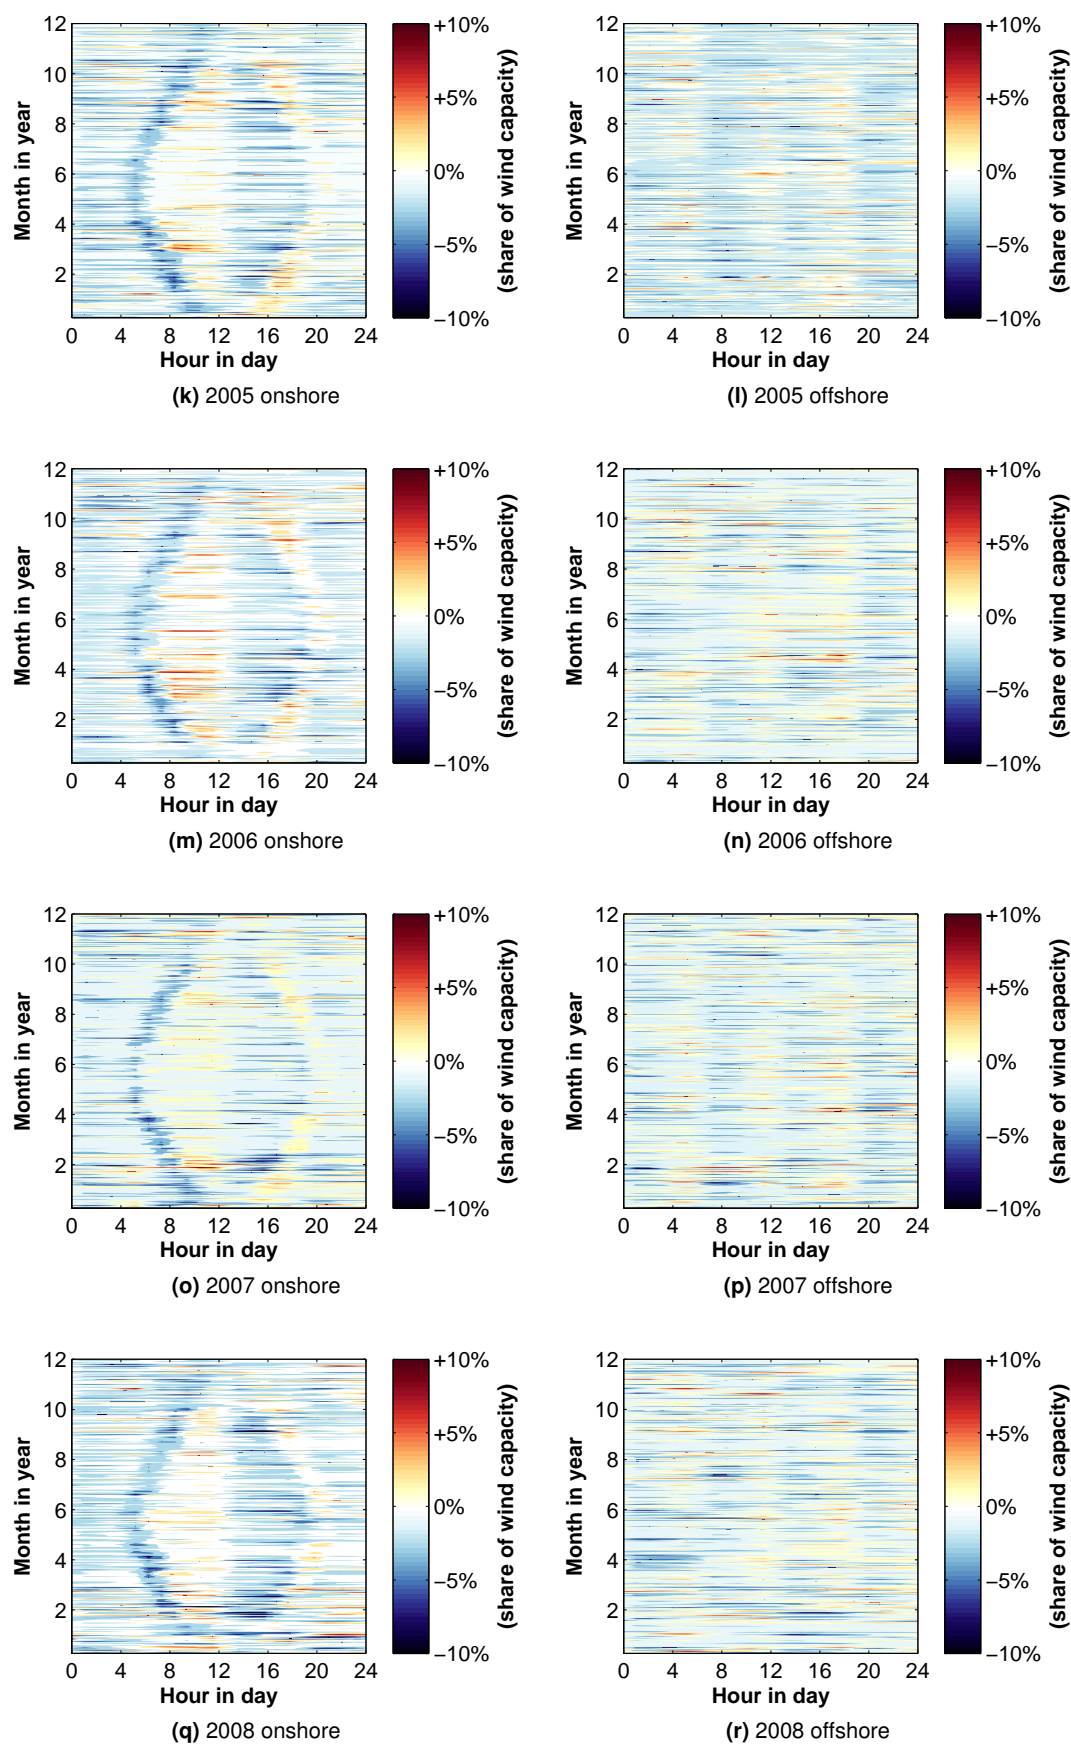 12
10
8
6
4
2
Month in year
0 4 8 12 16 20 24
Hour in day
+10%
+5%
0%
−5%
−10%
(share of wind capacity)
(k) 2005 onshore
12
10
8
6
4
2
Month in year
0 4 8 12 16 20 24
Hour in day
+10%
+5%
0%
−5%
−10%
(share of wind capacity)
(l) 2005 offshore
12
10
8
6
4
2
Month in year
0 4 8 12 16 20 24
Hour in day
+10%
+5%
0%
−5%
−10%
(share of wind capacity)
(m) 2006 onshore
12
10
8
6
4
2
Month in year
0 4 8 12 16 20 24
Hour in day
+10%
+5%
0%
−5%
−10%
(share of wind capacity)
(n) 2006 offshore
12
10
8
6
4
2
Month in year
0 4 8 12 16 20 24
Hour in day
+10%
+5%
0%
−5%
−10%
(share of wind capacity)
(o) 2007 onshore
12
10
8
6
4
2
Month in year
0 4 8 12 16 20 24
Hour in day
+10%
+5%
0%
−5%
−10%
(share of wind capacity)
(p) 2007 offshore
12
10
8
6
4
2
Month in year
0 4 8 12 16 20 24
Hour in day
+10%
+5%
0%
−5%
−10%
(share of wind capacity)
(q) 2008 onshore
12
10
8
6
4
2
Month in year
0 4 8 12 16 20 24
Hour in day
+10%
+5%
0%
−5%
−10%
(share of wind capacity)
(r) 2008 offshore